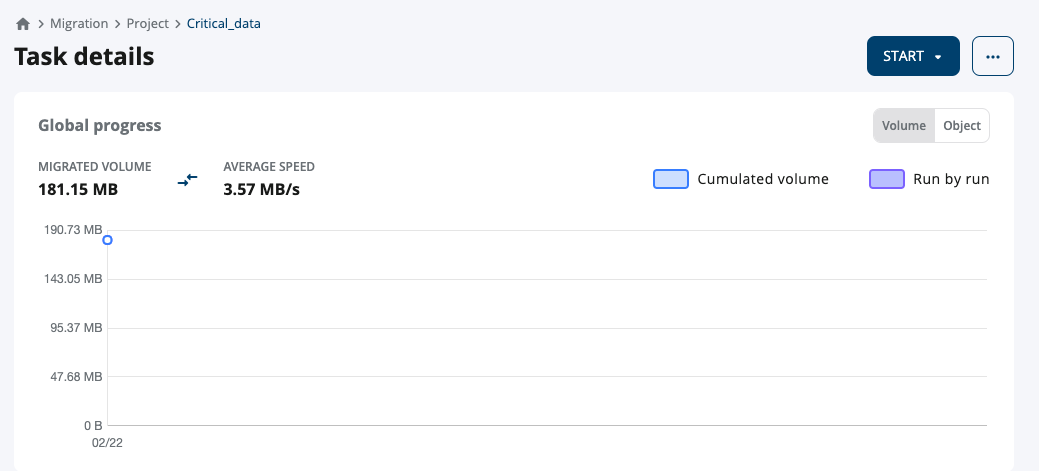 Migration > Project > Critical_data
Task details
START
...
Global progress
Volume Object
MIGRATED VOLUME AVERAGE SPEED
181.15 MB 3.57 MB/s
Cumulated volume Run by run
190.73 MB
143.05 MB
95.37 MB
47.68 MB
0 B
02/22